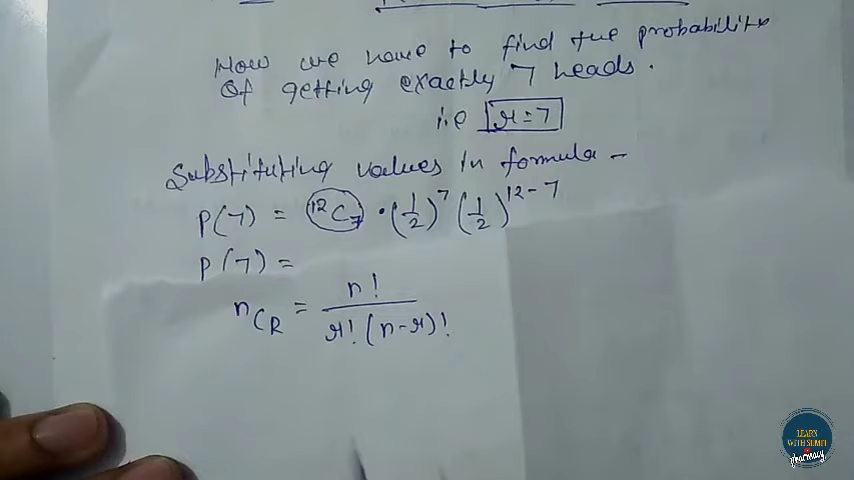 Now we have to find the probability
Of getting exactly 7 heads.
i.e r=7
Substituting values in formula –
P(7) = ¹²C₇ · (1/2)⁷ (1/2)¹²⁻⁷
P(7) =
nCR = n! / r! (n-r)!
LEARN
WITH SUMIT
pharmacy